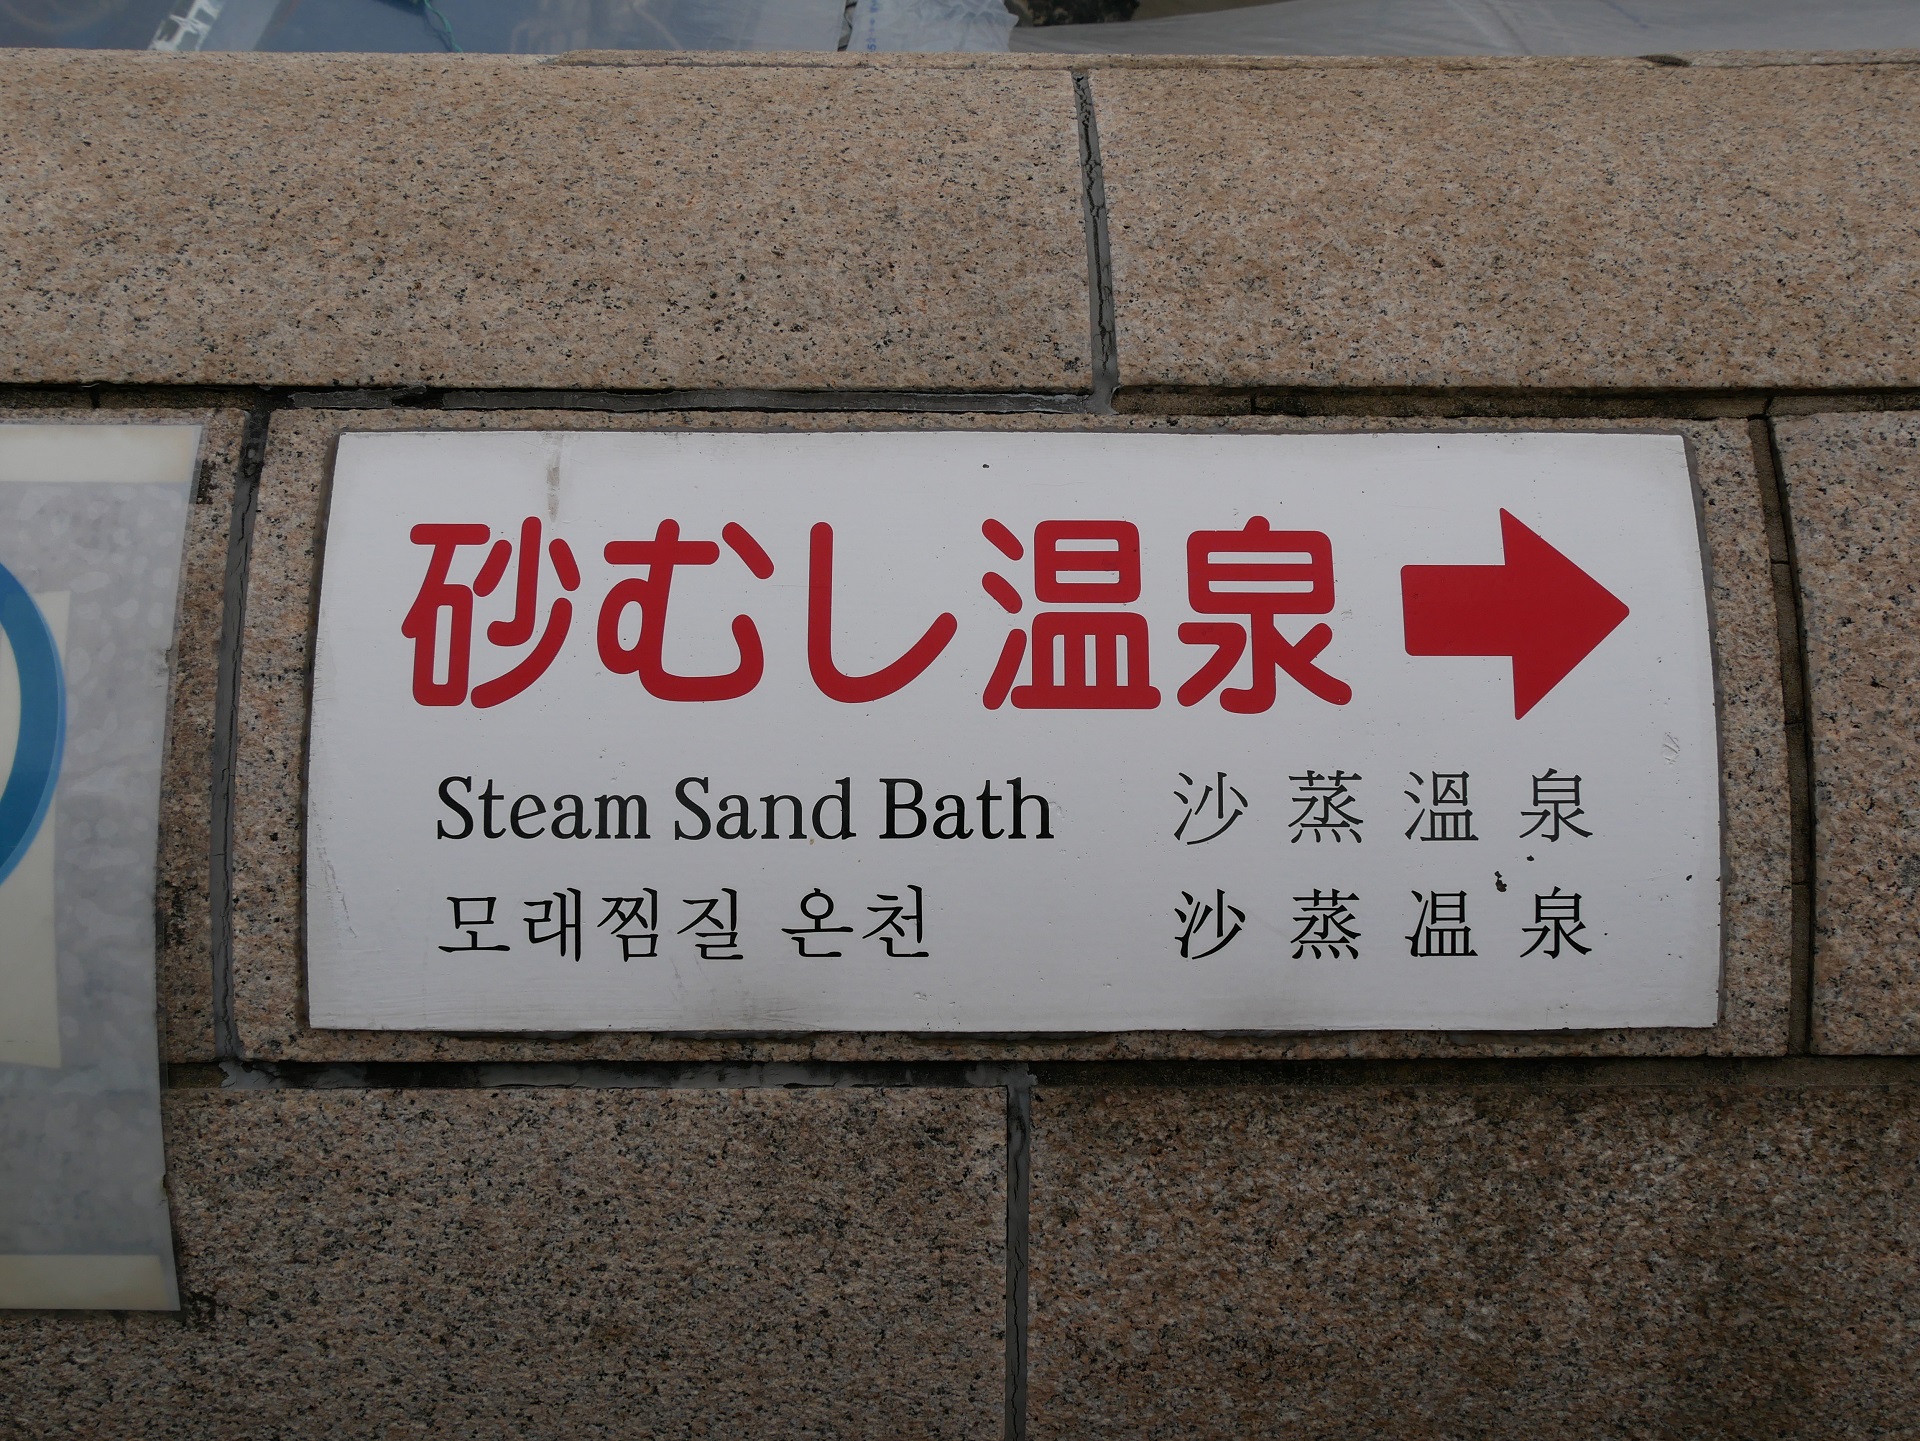 砂むし温泉
Steam Sand Bath 沙蒸溫泉
모래찜질 온천 沙蒸温泉